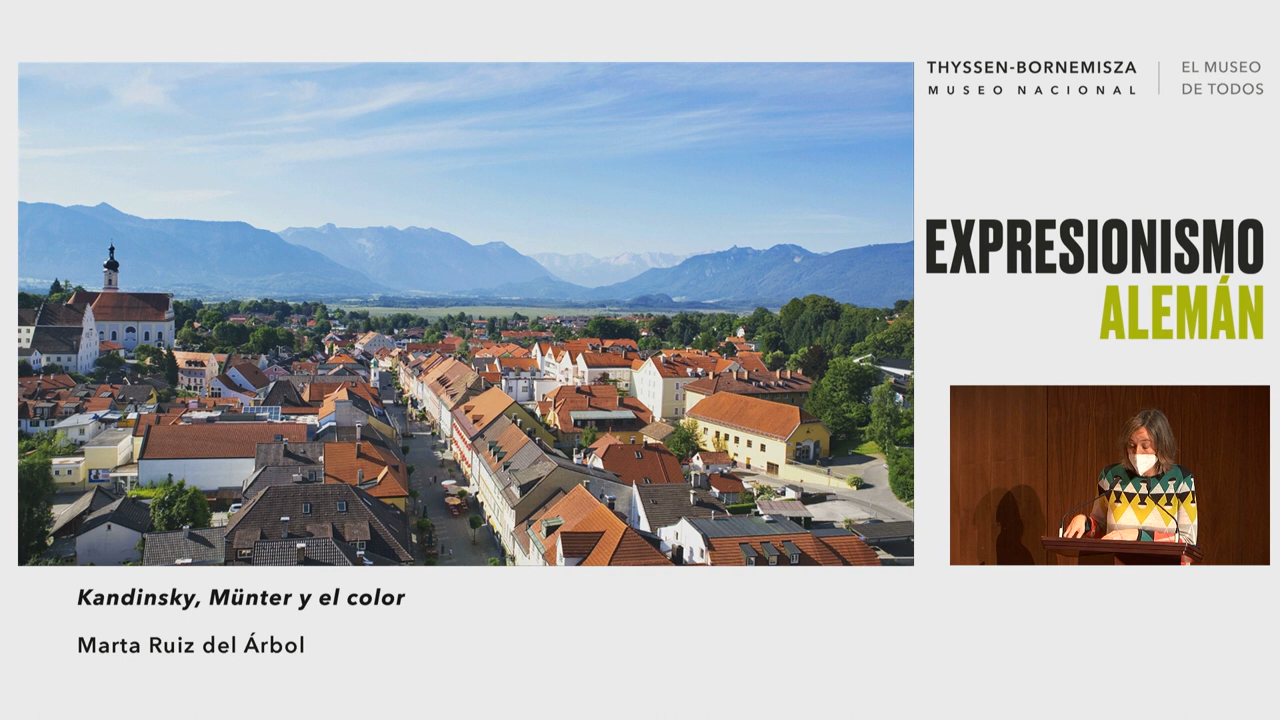 THYSSEN-BORNEMISZA
MUSEO NACIONAL
EL MUSEO
DE TODOS
EXPRESIONISMO
ALEMÁN
Kandinsky, Münter y el color
Marta Ruiz del Árbol